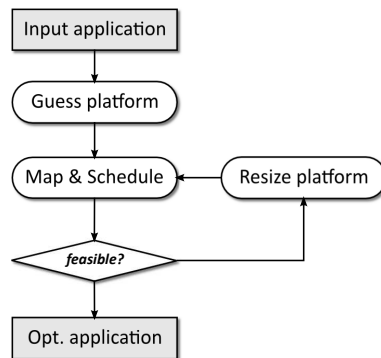 Input application
Guess platform
Map & Schedule
Resize platform
feasible?
Opt. application